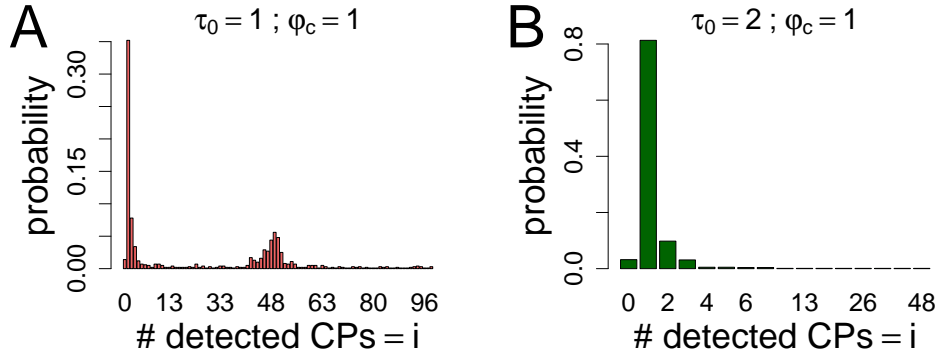 A
τ₀ = 1 ; φc = 1
probability
0.00 0.15 0.30
0 13 33 48 63 80 96
# detected CPs = i
B
τ₀ = 2 ; φc = 1
probability
0.0 0.4 0.8
0 2 4 6 13 26 48
# detected CPs = i